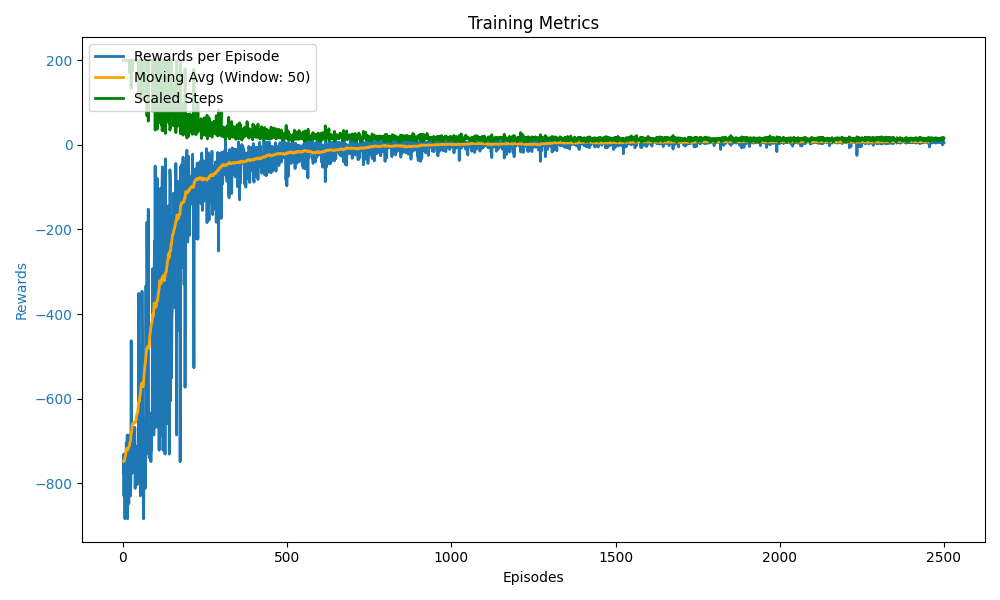 Training Metrics
Rewards per Episode
Moving Avg (Window: 50)
Scaled Steps
200
0
−200
−400
−600
−800
Rewards
0
500
1000
1500
2000
2500
Episodes